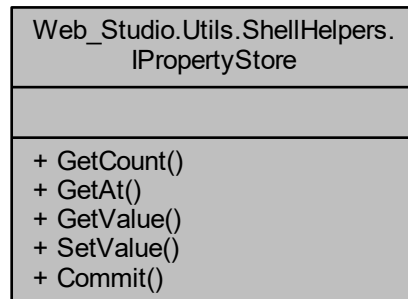 Web_Studio.Utils.ShellHelpers.
IPropertyStore
+ GetCount()
+ GetAt()
+ GetValue()
+ SetValue()
+ Commit()